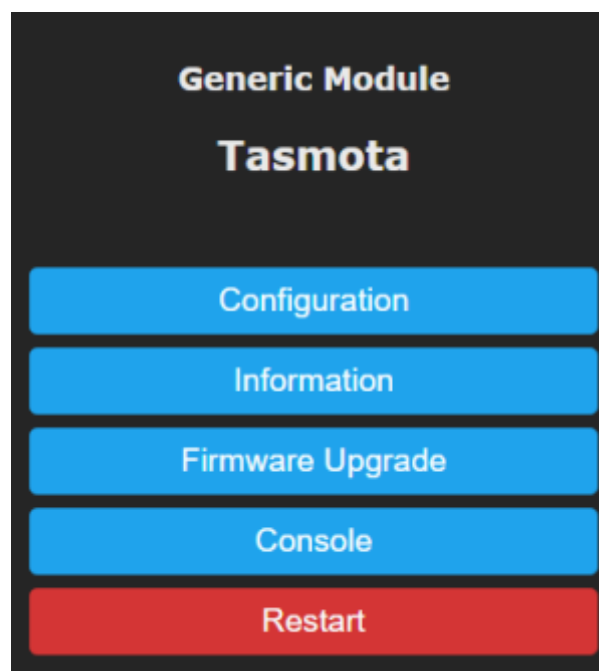 Generic Module
Tasmota
Configuration
Information
Firmware Upgrade
Console
Restart